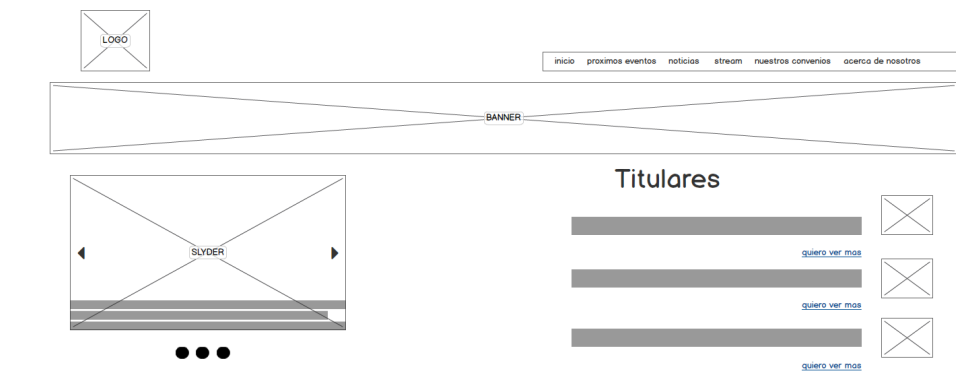 LOGO
inicio proximos eventos noticias stream nuestros convenios acerca de nosotros
BANNER
Titulares
SLYDER
quiero ver mas
quiero ver mas
quiero ver mas